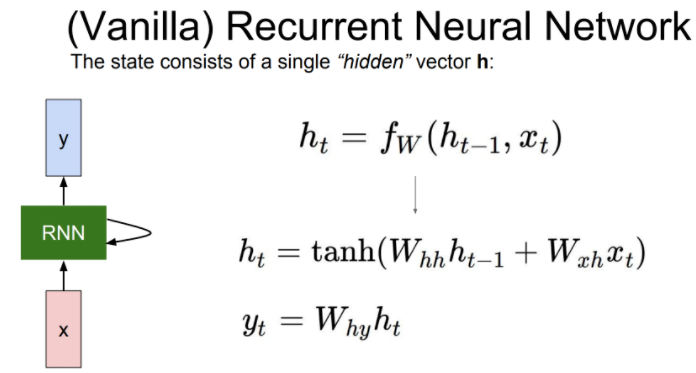 (Vanilla) Recurrent Neural Network
The state consists of a single “hidden” vector h:
y
RNN
x
h_t = f_W(h_{t-1}, x_t)
h_t = tanh(W_{hh}h_{t-1} + W_{xh}x_t)
y_t = W_{hy}h_t